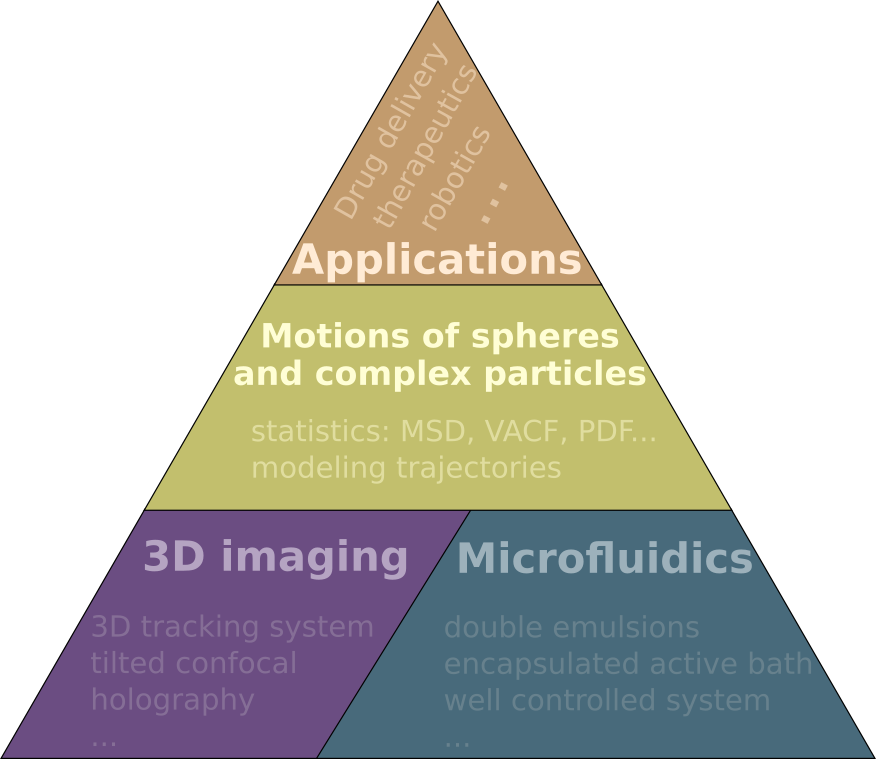 Drug delivery
therapeutics
robotics
...
Applications
Motions of spheres
and complex particles
statistics: MSD, VACF, PDF...
modeling trajectories
3D imaging
3D tracking system
tilted confocal
holography
...
Microfluidics
double emulsions
encapsulated active bath
well controlled system
...